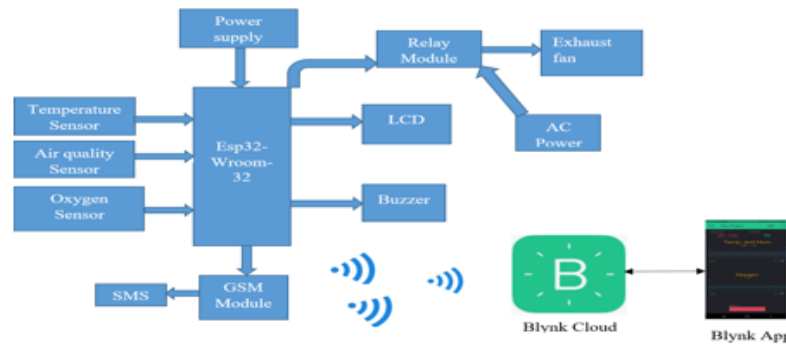 Power
supply
Relay
Module
Exhaust
fan
Temperature
Sensor
Esp32-
Wroom-
32
LCD
AC
Power
Air quality
Sensor
Oxygen
Sensor
Buzzer
SMS
GSM
Module
B
Blynk Cloud
Oxygen
Blynk App